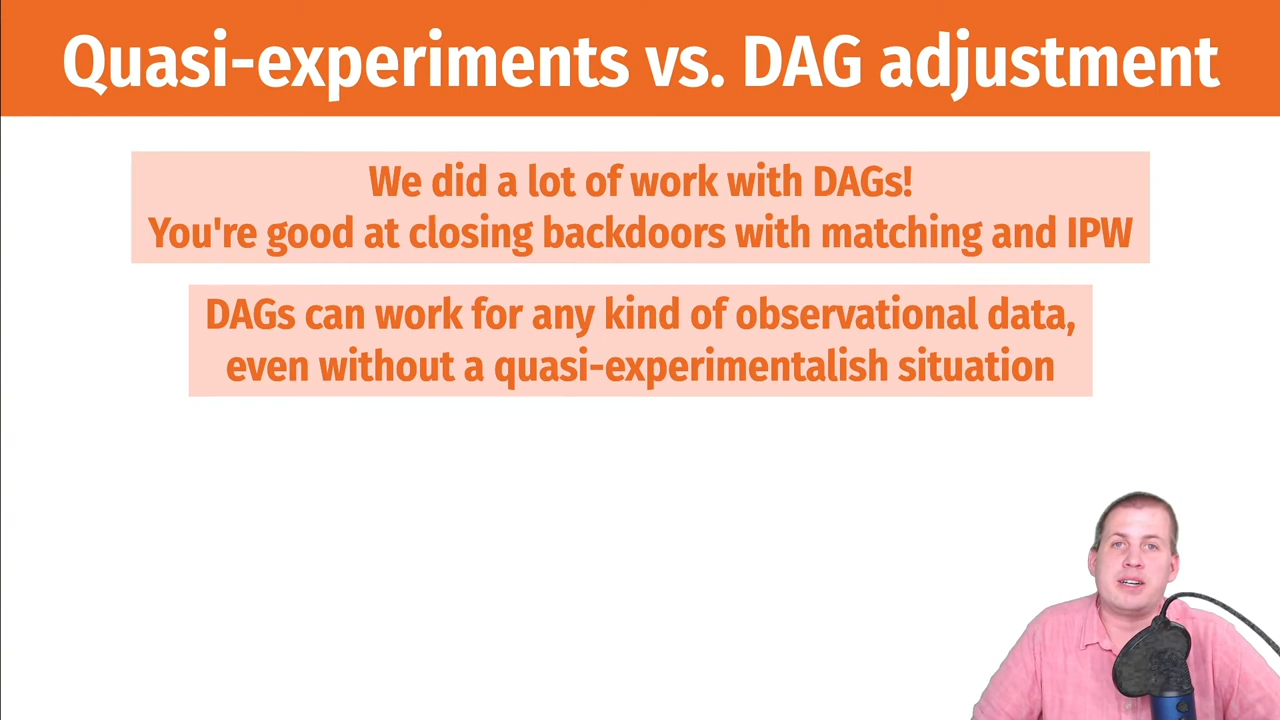 Quasi-experiments vs. DAG adjustment
We did a lot of work with DAGs!
You're good at closing backdoors with matching and IPW
DAGs can work for any kind of observational data,
even without a quasi-experimentalish situation